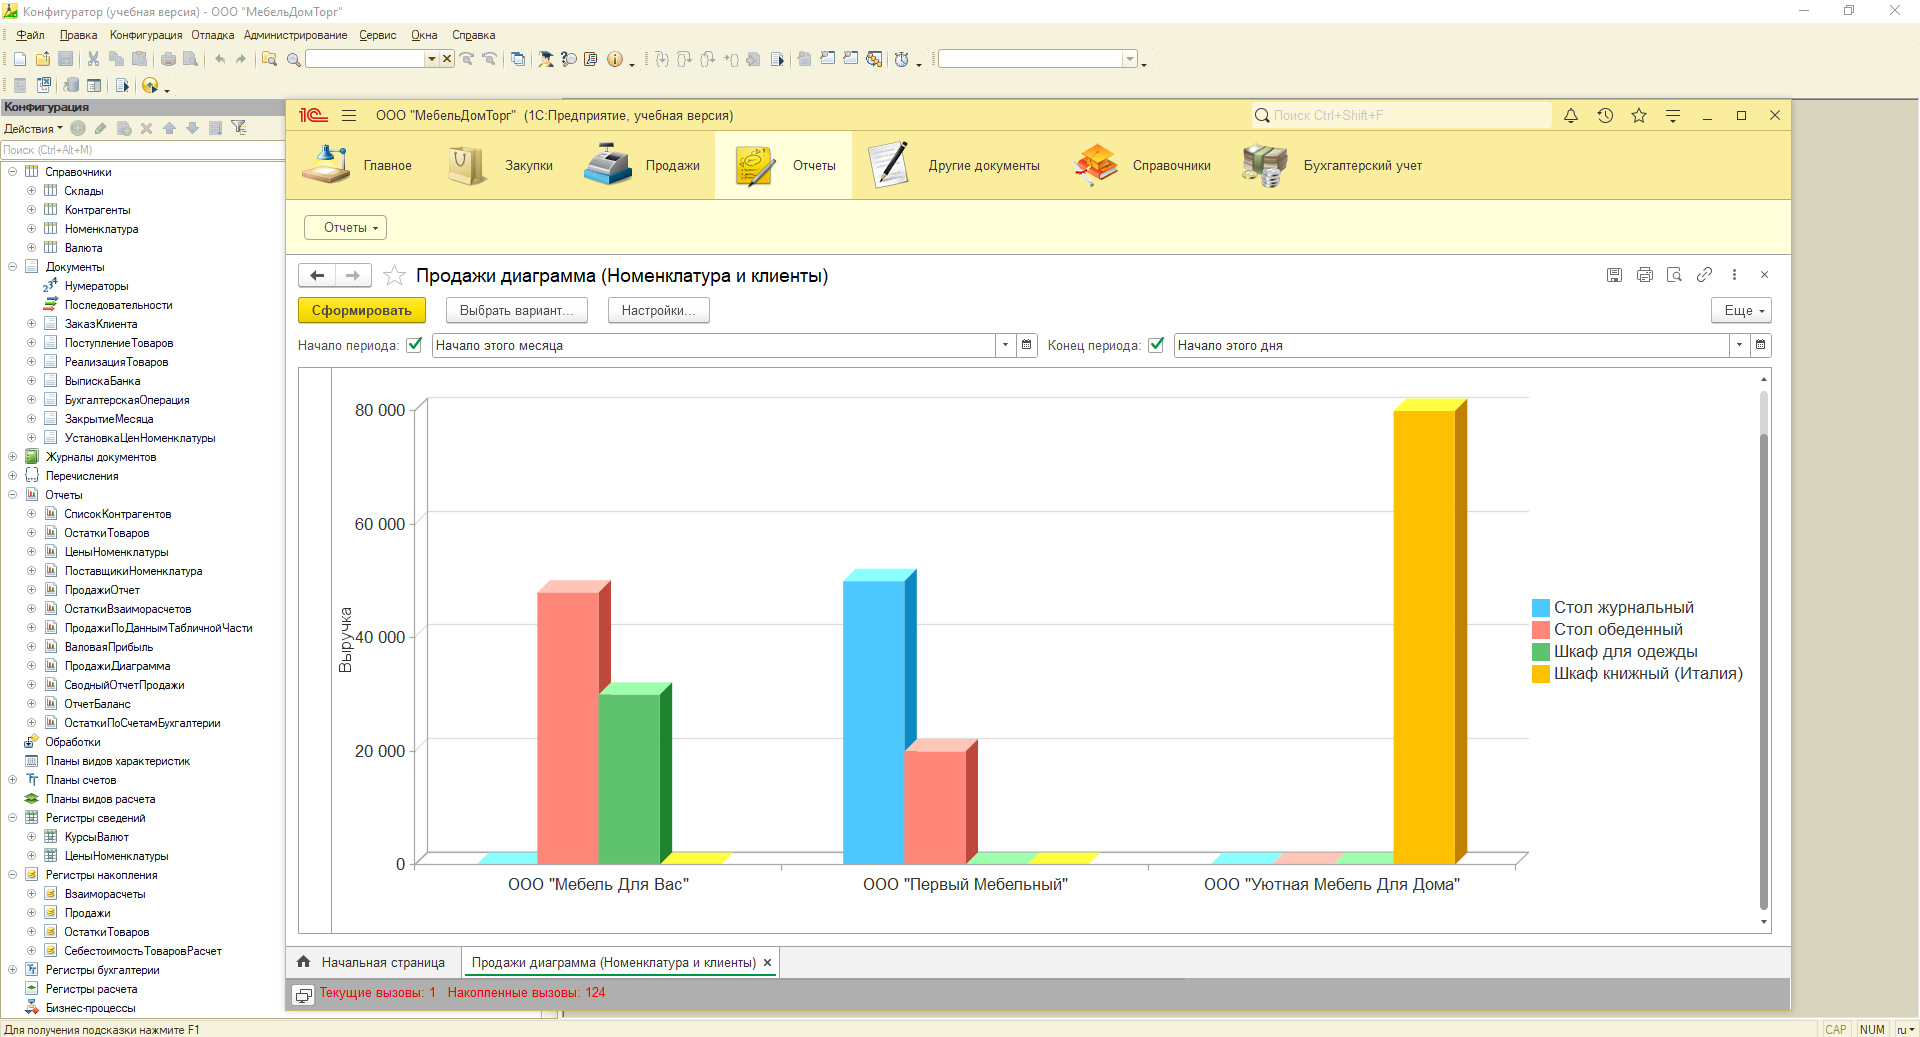 Конфигуратор (учебная версия) - ООО "МебельДомТорг"
Файл Правка Конфигурация Отладка Администрирование Сервис Окна Справка
Конфигурация
Действия
Поиск (Ctrl+Alt+M)
Справочники
Склады
Контрагенты
Номенклатура
Валюта
Документы
Нумераторы
Последовательности
ЗаказКлиента
ПоступлениеТоваров
РеализацияТоваров
ВыпискаБанка
БухгалтерскаяОперация
ЗакрытиеМесяца
УстановкаЦенНоменклатуры
Журналы документов
Перечисления
Отчеты
СписокКонтрагентов
ОстаткиТоваров
ЦеныНоменклатуры
ПоставщикиНоменклатура
ПродажиОтчет
ОстаткиВзаиморасчетов
ПродажиПоДаннымТабличнойЧасти
ВаловаяПрибыль
ПродажиДиаграмма
СводныйОтчетПродажи
ОтчетБаланс
ОстаткиПоСчетамБухгалтерии
Обработки
Планы видов характеристик
Планы счетов
Планы видов расчета
Регистры сведений
КурсыВалют
ЦеныНоменклатуры
Регистры накопления
Взаиморасчеты
Продажи
ОстаткиТоваров
СебестоимостьТоваровРасчет
Регистры бухгалтерии
Регистры расчета
Бизнес-процессы
1С ООО "МебельДомТорг" (1С:Предприятие, учебная версия) Поиск Ctrl+Shift+F
Главное Закупки Продажи Отчеты Другие документы Справочники Бухгалтерский учет
Отчеты
Продажи диаграмма (Номенклатура и клиенты)
Сформировать Выбрать вариант... Настройки... Еще
Начало периода: Начало этого месяца Конец периода: Начало этого дня
80 000
60 000
40 000
20 000
0
Выручка
ООО "Мебель Для Вас" ООО "Первый Мебельный" ООО "Уютная Мебель Для Дома"
Стол журнальный
Стол обеденный
Шкаф для одежды
Шкаф книжный (Италия)
Начальная страница Продажи диаграмма (Номенклатура и клиенты)
Текущие вызовы: 1 Накопленные вызовы: 124
Для получения подсказки нажмите F1 CAP NUM ru